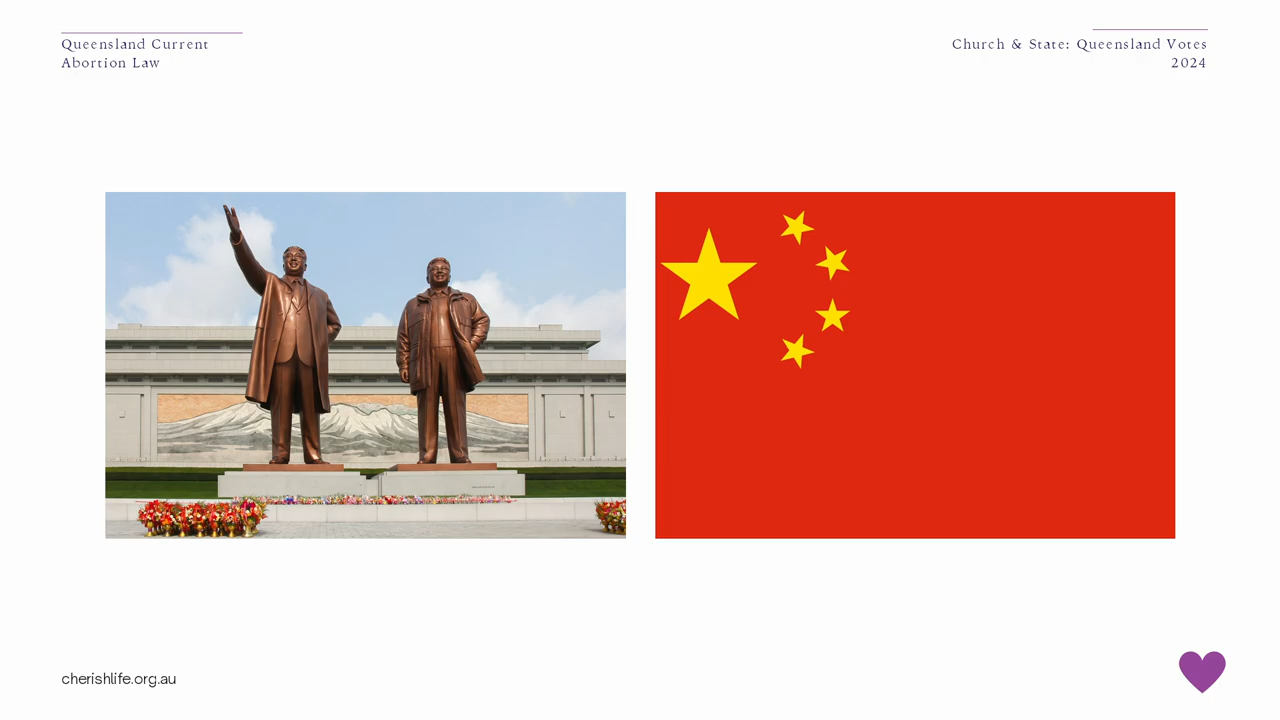 Queensland Current
Abortion Law
Church & State: Queensland Votes
2024
cherishlife.org.au